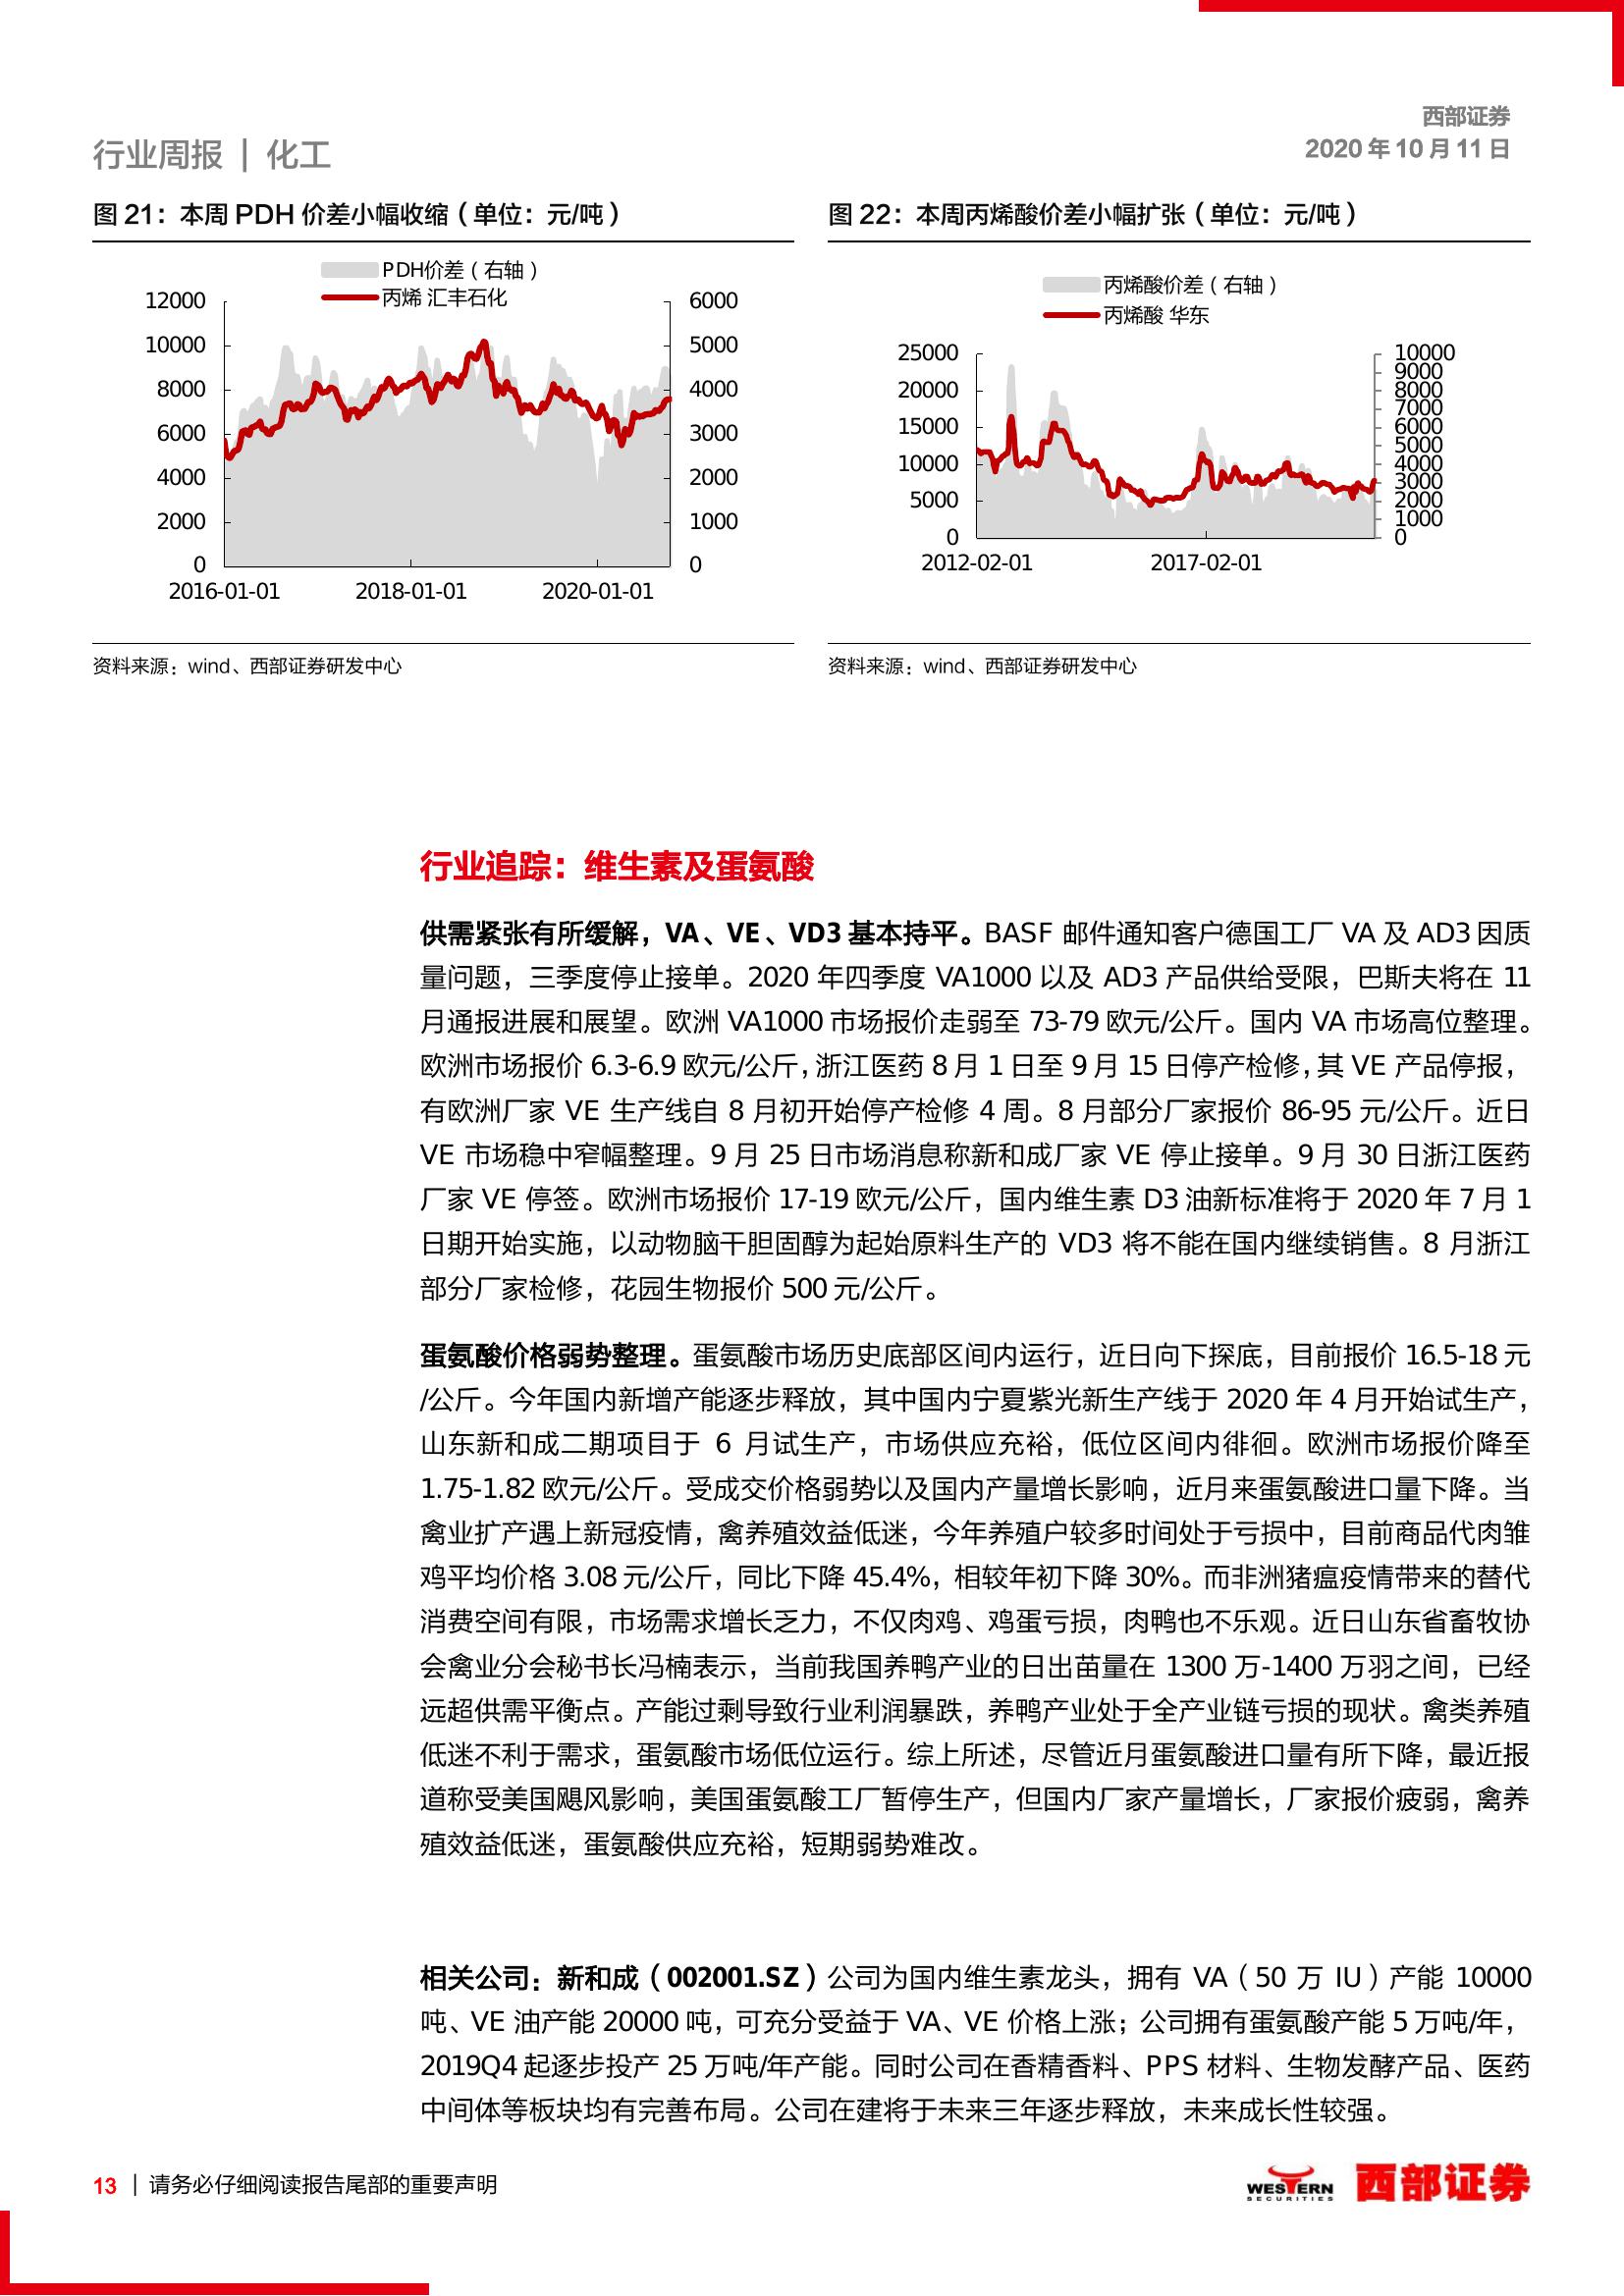 西部证券
2020 年 10 月 11 日
行业周报 | 化工
图 21：本周 PDH 价差小幅收缩（单位：元/吨）
PDH价差（右轴）
丙烯 汇丰石化
12000
10000
8000
6000
4000
2000
0
6000
5000
4000
3000
2000
1000
0
2016-01-01 2018-01-01 2020-01-01
资料来源：wind、西部证券研发中心
图 22：本周丙烯酸价差小幅扩张（单位：元/吨）
丙烯酸价差（右轴）
丙烯酸 华东
25000
20000
15000
10000
5000
0
10000
9000
8000
7000
6000
5000
4000
3000
2000
1000
0
2012-02-01 2017-02-01
资料来源：wind、西部证券研发中心
行业追踪：维生素及蛋氨酸
供需紧张有所缓解，VA、VE、VD3 基本持平。BASF 邮件通知客户德国工厂 VA 及 AD3 因质
量问题，三季度停止接单。2020 年四季度 VA1000 以及 AD3 产品供给受限，巴斯夫将在 11
月通报进展和展望。欧洲 VA1000 市场报价走弱至 73-79 欧元/公斤。国内 VA 市场高位整理。
欧洲市场报价 6.3-6.9 欧元/公斤，浙江医药 8 月 1 日至 9 月 15 日停产检修，其 VE 产品停报，
有欧洲厂家 VE 生产线自 8 月初开始停产检修 4 周。8 月部分厂家报价 86-95 元/公斤。近日
VE 市场稳中窄幅整理。9 月 25 日市场消息称新和成厂家 VE 停止接单。9 月 30 日浙江医药
厂家 VE 停签。欧洲市场报价 17-19 欧元/公斤，国内维生素 D3 油新标准将于 2020 年 7 月 1
日期开始实施，以动物脑干胆固醇为起始原料生产的 VD3 将不能在国内继续销售。8 月浙江
部分厂家检修，花园生物报价 500 元/公斤。
蛋氨酸价格弱势整理。蛋氨酸市场历史底部区间内运行，近日向下探底，目前报价 16.5-18 元
/公斤。今年国内新增产能逐步释放，其中国内宁夏紫光新生产线于 2020 年 4 月开始试生产，
山东新和成二期项目于 6 月试生产，市场供应充裕，低位区间内徘徊。欧洲市场报价降至
1.75-1.82 欧元/公斤。受成交价格弱势以及国内产量增长影响，近月来蛋氨酸进口量下降。当
禽业扩产遇上新冠疫情，禽养殖效益低迷，今年养殖户较多时间处于亏损中，目前商品代肉雏
鸡平均价格 3.08 元/公斤，同比下降 45.4%，相较年初下降 30%。而非洲猪瘟疫情带来的替代
消费空间有限，市场需求增长乏力，不仅肉鸡、鸡蛋亏损，肉鸭也不乐观。近日山东省畜牧协
会禽业分会秘书长冯楠表示，当前我国养鸭产业的日出苗量在 1300 万-1400 万羽之间，已经
远超供需平衡点。产能过剩导致行业利润暴跌，养鸭产业处于全产业链亏损的现状。禽类养殖
低迷不利于需求，蛋氨酸市场低位运行。综上所述，尽管近月蛋氨酸进口量有所下降，最近报
道称受美国飓风影响，美国蛋氨酸工厂暂停生产，但国内厂家产量增长，厂家报价疲弱，禽养
殖效益低迷，蛋氨酸供应充裕，短期弱势难改。
相关公司：新和成（002001.SZ）公司为国内维生素龙头，拥有 VA（50 万 IU）产能 10000
吨、VE 油产能 20000 吨，可充分受益于 VA、VE 价格上涨；公司拥有蛋氨酸产能 5 万吨/年，
2019Q4 起逐步投产 25 万吨/年产能。同时公司在香精香料、PPS 材料、生物发酵产品、医药
中间体等板块均有完善布局。公司在建将于未来三年逐步释放，未来成长性较强。
13 | 请务必仔细阅读报告尾部的重要声明
WESTERN
SECURITIES
西部证券